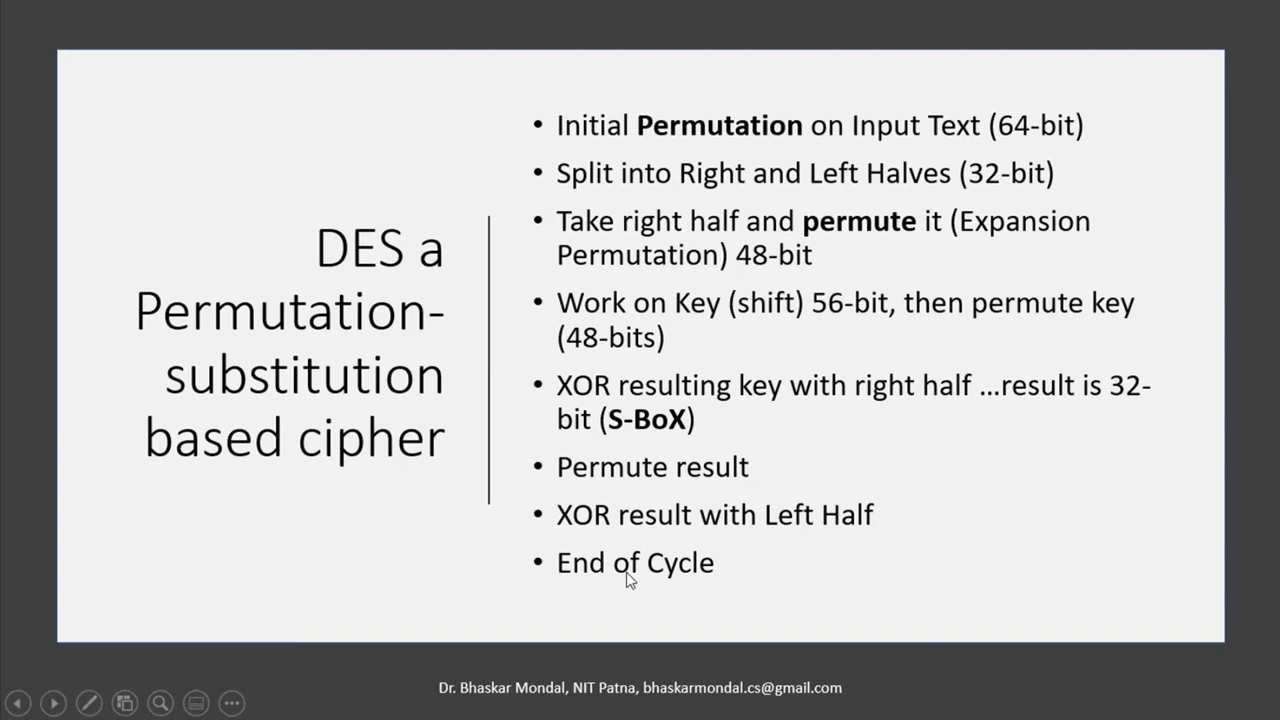 DES a
Permutation-
substitution
based cipher
• Initial Permutation on Input Text (64-bit)
• Split into Right and Left Halves (32-bit)
• Take right half and permute it (Expansion
Permutation) 48-bit
• Work on Key (shift) 56-bit, then permute key
(48-bits)
• XOR resulting key with right half …result is 32-
bit (S-BoX)
• Permute result
• XOR result with Left Half
• End of Cycle
Dr. Bhaskar Mondal, NIT Patna, bhaskarmondal.cs@gmail.com